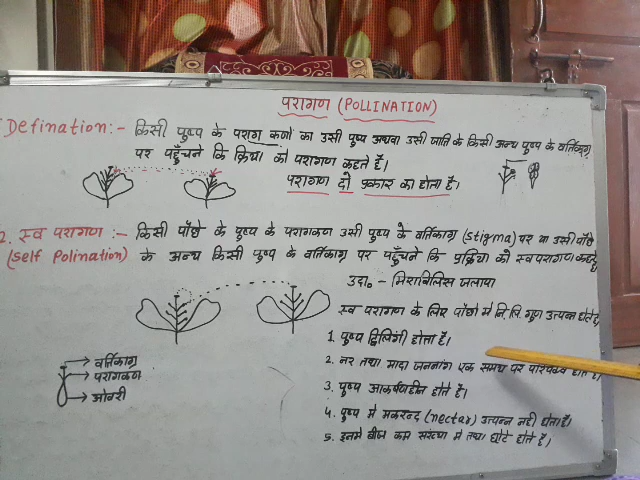 परागण (POLLINATION)
Defination:- किसी पुष्प के पराग कणो का उसी पुष्प अथवा उसी जाति के किसी अन्य पुष्प के वर्तिकाग्र
पर पहुँचने कि क्रिया को परागण कहते है।
परागण दो प्रकार का होता है।
2. स्व परागण :- किसी पौधे के पुष्प के परागकण उसी पुष्प के वर्तिकाग्र (stigma) पर या उसी पौधे
(self Polination) के अन्य किसी पुष्प के वर्तिकाग्र पर पहुँचने कि प्रक्रिया को स्वपरागण कहते है
उदा॰ - मिराबिलिस जलापा
स्व परागण के लिए पौधो मे नि.लि. गुण उत्पन्न होते है,
1. पुष्प द्विलिंगी होता है।
2. नर तथा मादा जननांग एक समय पर परिपक्व होते है।
3. पुष्प आकर्षणहीन होते है।
4. पुष्प मे मकरन्द (nectar) उत्पन्न नही होता है।
5. इनमे बीज कम संख्या मे तथा छोटे होते है।
वर्तिकाग्र
परागकण
ओवरी